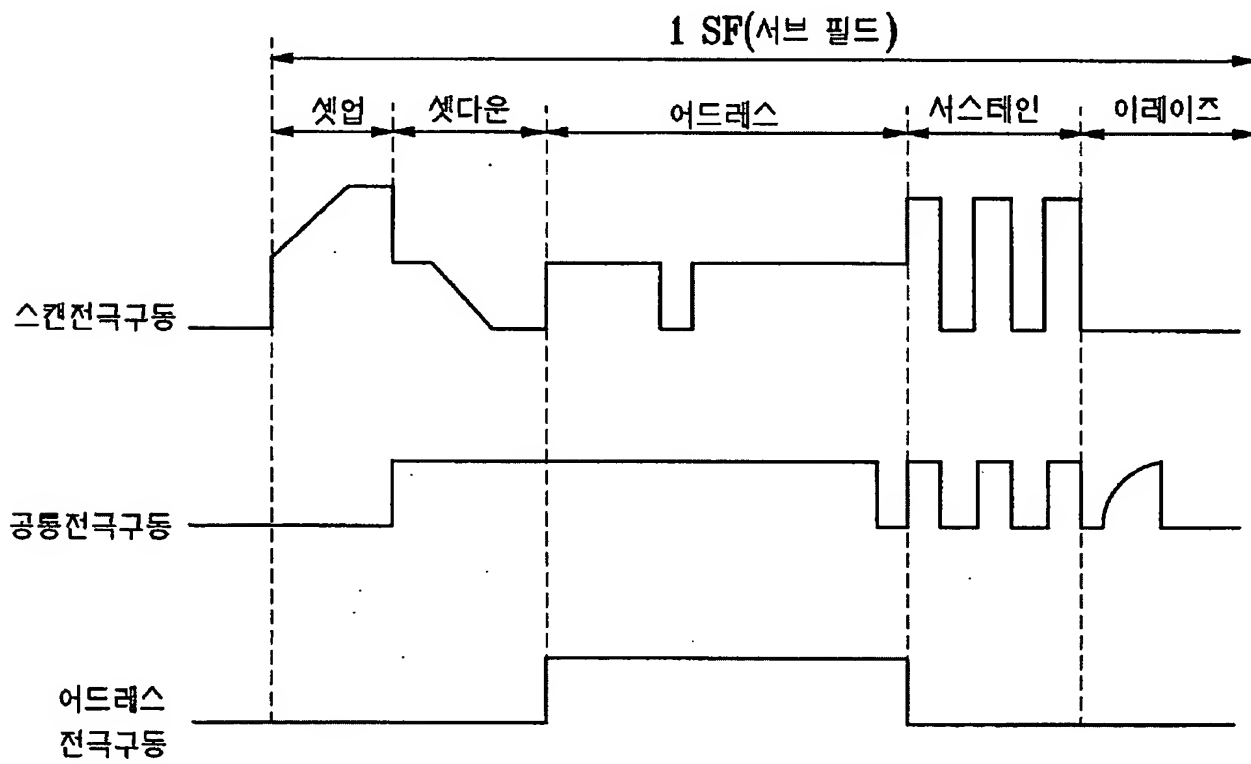 1 SF(서브 필드)
셋업
셋다운
어드레스
서스테인
이레이즈
스캔전극구동
공통전극구동
어드레스
전극구동